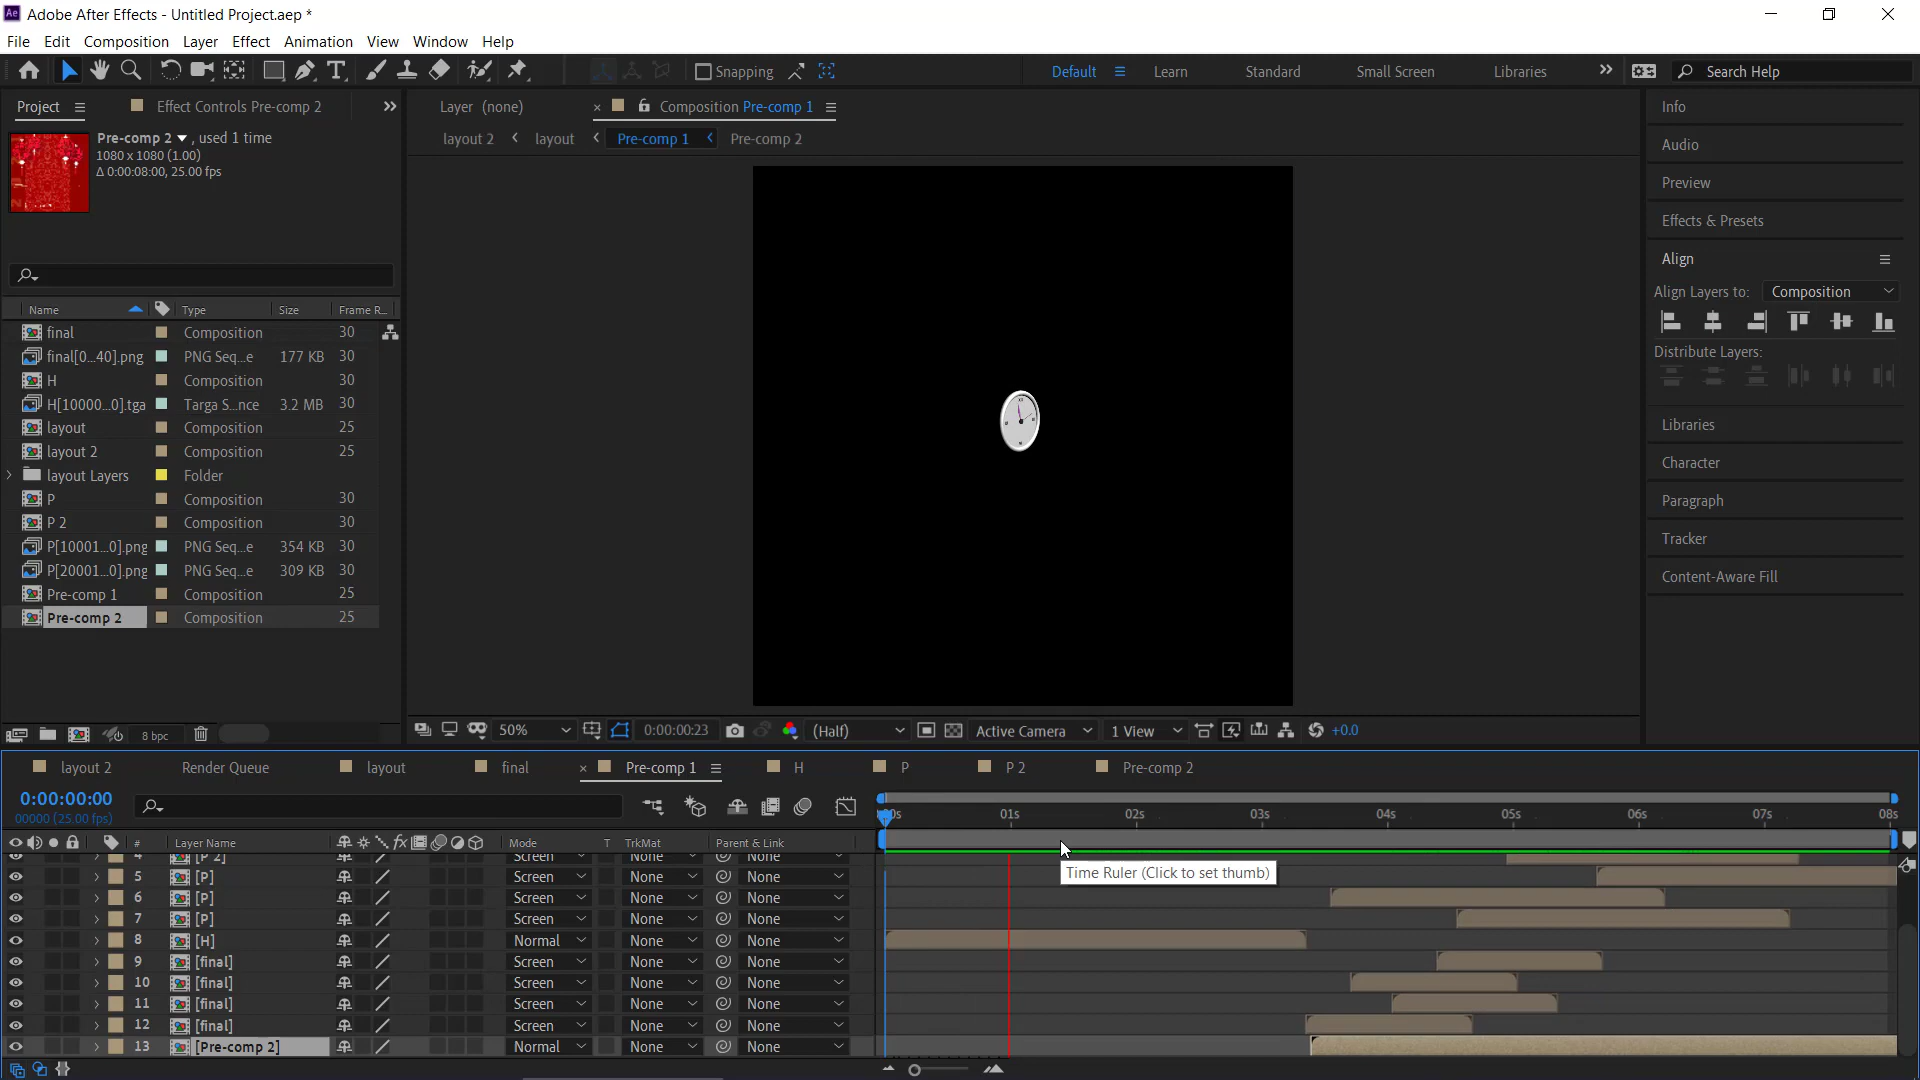 Ae Adobe After Effects - Untitled Project.aep *
File Edit Composition Layer Effect Animation View Window Help
Snapping
Default Learn Standard Small Screen Libraries Search Help
Project Effect Controls Pre-comp 2
Layer (none) Composition Pre-comp 1
layout 2 layout Pre-comp 1 Pre-comp 2
Pre-comp 2 , used 1 time
1080 x 1080 (1.00)
Δ 0:00:08:00, 25.00 fps
Name Type Size Frame R...
final Composition 30
final[0...40].png PNG Seq...e 177 KB 30
H Composition 30
H[10000...0].tga Targa S...nce 3.2 MB 30
layout Composition 25
layout 2 Composition 25
layout Layers Folder
P Composition 30
P 2 Composition 30
P[10001...0].png PNG Seq...e 354 KB 30
P[20001...0].png PNG Seq...e 309 KB 30
Pre-comp 1 Composition 25
Pre-comp 2 Composition 25
8 bpc
50% 0:00:00:23 (Half) Active Camera 1 View +0.0
Info
Audio
Preview
Effects & Presets
Align
Align Layers to: Composition
Distribute Layers:
Libraries
Character
Paragraph
Tracker
Content-Aware Fill
layout 2 Render Queue layout final Pre-comp 1 H P P 2 Pre-comp 2
0:00:00:00
00000 (25.00 fps)
00s 01s 02s 03s 04s 05s 06s 07s 08s
# Layer Name fx Mode T TrkMat Parent & Link
4 [P 2] Screen None None
5 [P] Screen None None
6 [P] Screen None None
7 [P] Screen None None
8 [H] Normal None None
9 [final] Screen None None
10 [final] Screen None None
11 [final] Screen None None
12 [final] Screen None None
13 [Pre-comp 2] Normal None None
Time Ruler (Click to set thumb)